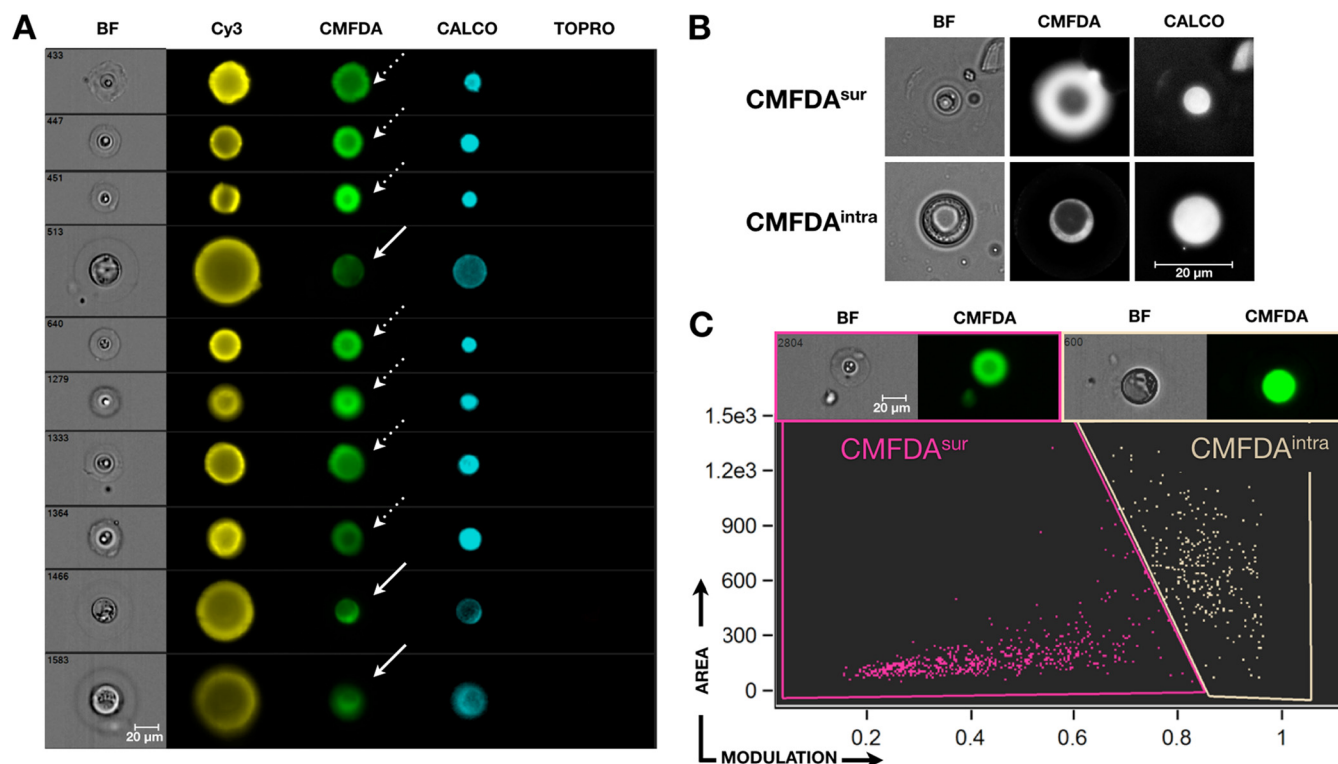 A
BF Cy3 CMFDA CALCO TOPRO
433
447
451
513
640
1279
1333
1354
1466
1583
20 µm
B
BF CMFDA CALCO
CMFDAsur
CMFDAintra
20 µm
C
BF CMFDA BF CMFDA
2804
600
20 µm
CMFDAsur
CMFDAintra
1.5e3
1.2e3
900
600
300
0
AREA
0.2 0.4 0.6 0.8 1
MODULATION